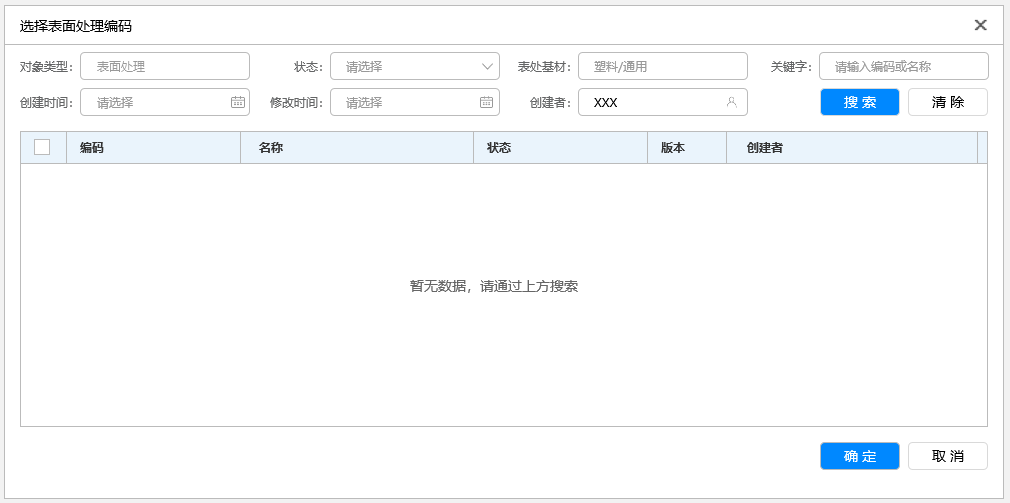 选择表面处理编码
对象类型: 表面处理 状态: 请选择 表处基材: 塑料/通用 关键字: 请输入编码或名称
创建时间: 请选择 修改时间: 请选择 创建者: XXX 搜 索 清 除
编码 名称 状态 版本 创建者
暂无数据，请通过上方搜索
确 定 取 消